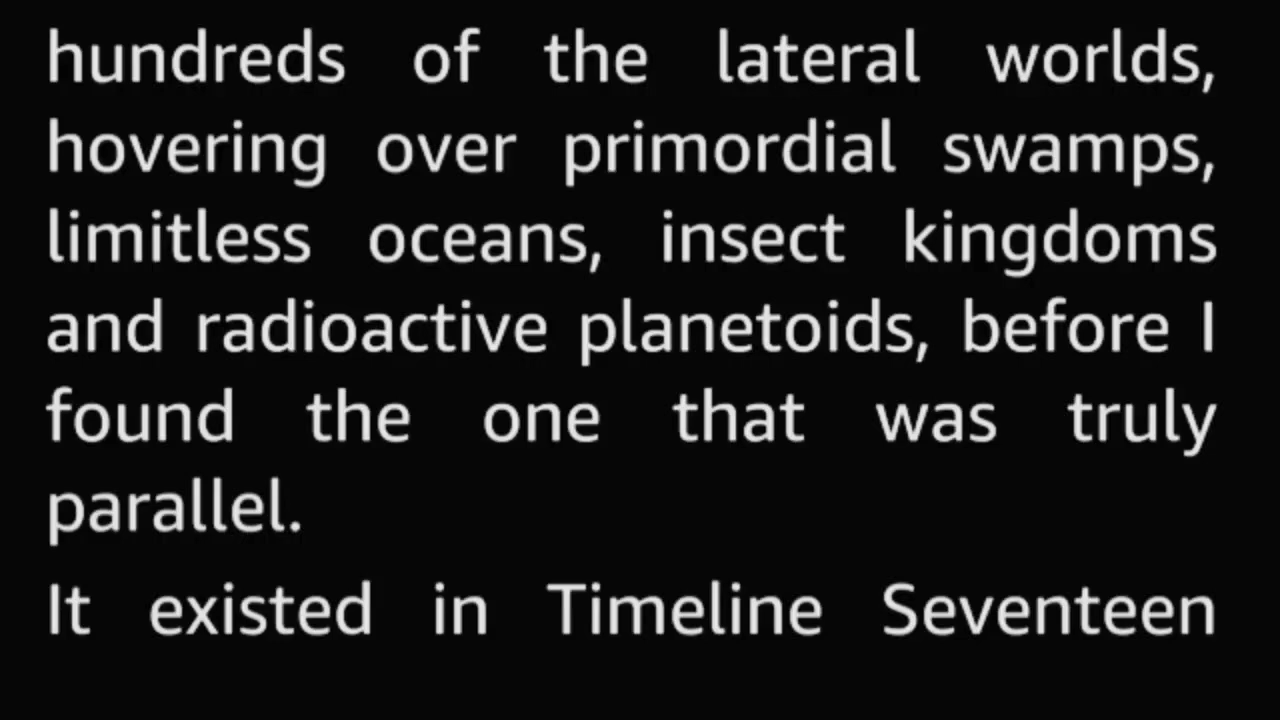 hundreds of the lateral worlds,
hovering over primordial swamps,
limitless oceans, insect kingdoms
and radioactive planetoids, before I
found the one that was truly
parallel.
It existed in Timeline Seventeen